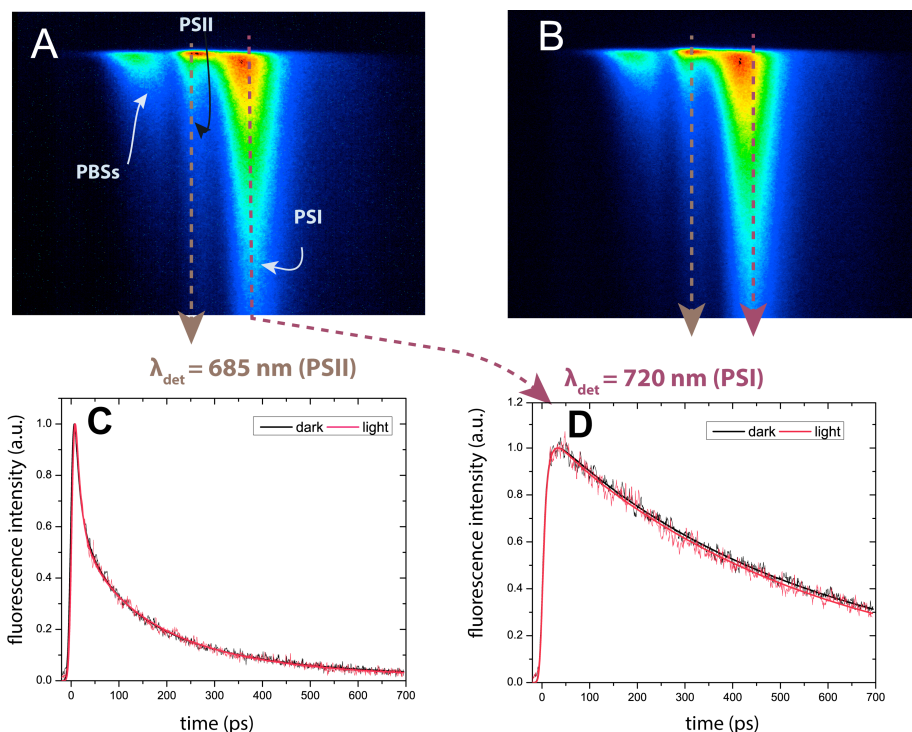 A
PSII
PBSs
PSI
B
λdet = 685 nm (PSII)
λdet = 720 nm (PSI)
C
dark
light
fluorescence intensity (a.u.)
1.0
0.8
0.6
0.4
0.2
0.0
0 100 200 300 400 500 600 700
time (ps)
D
dark
light
fluorescence intensity (a.u.)
1.2
1.0
0.8
0.6
0.4
0.2
0.0
0 100 200 300 400 500 600 700
time (ps)